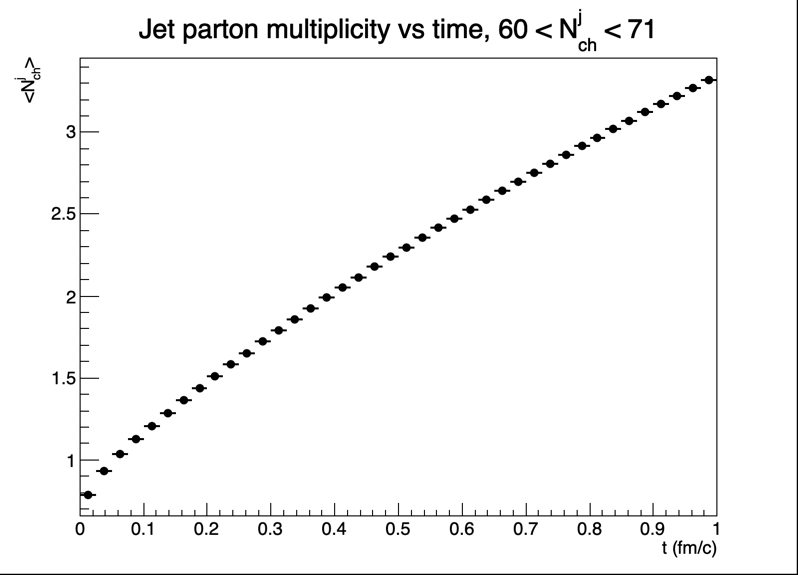 Jet parton multiplicity vs time, 60 < N^j_ch < 71
<N^j_ch>
3
2.5
2
1.5
1
0 0.1 0.2 0.3 0.4 0.5 0.6 0.7 0.8 0.9 1
t (fm/c)